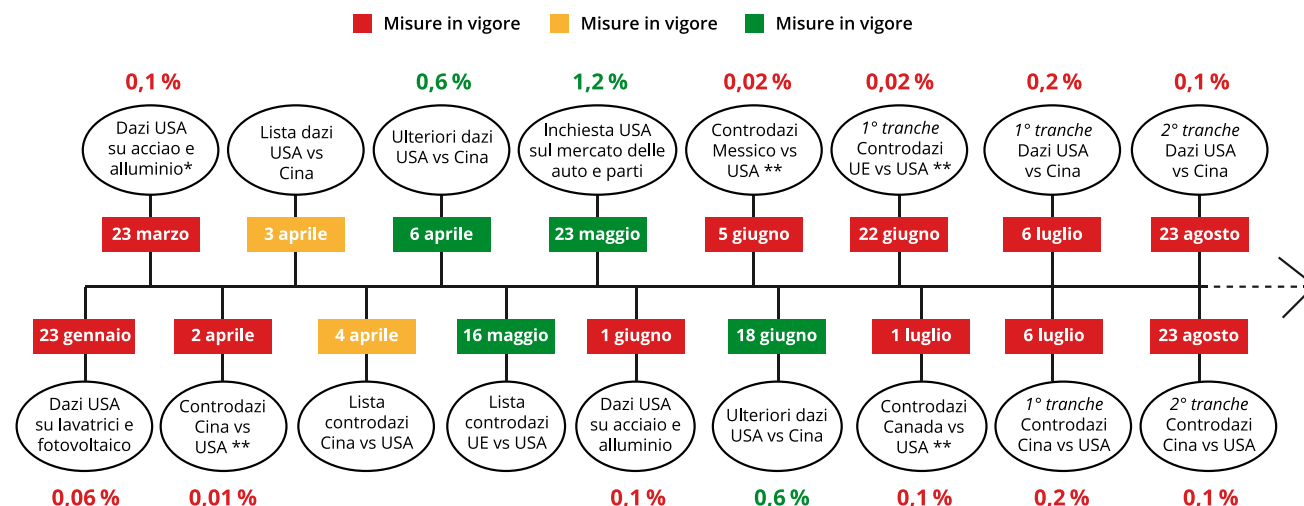 Misure in vigore
Misure in vigore
Misure in vigore
0,1 %
Dazi USA
su acciao e
alluminio*
23 marzo
Lista dazi
USA vs
Cina
3 aprile
0,6 %
Ulteriori dazi
USA vs Cina
6 aprile
1,2 %
Inchiesta USA
sul mercato delle
auto e parti
23 maggio
0,02 %
Controdazi
Messico vs
USA **
5 giugno
0,02 %
1° tranche
Controdazi
UE vs USA **
22 giugno
0,2 %
1° tranche
Dazi USA
vs Cina
6 luglio
0,1 %
2° tranche
Dazi USA
vs Cina
23 agosto
23 gennaio
Dazi USA
su lavatrici e
fotovoltaico
0,06 %
2 aprile
Controdazi
Cina vs
USA **
0,01 %
4 aprile
Lista
controdazi
Cina vs USA
16 maggio
Lista
controdazi
UE vs USA
1 giugno
Dazi USA
su acciaio e
alluminio
0,1 %
18 giugno
Ulteriori dazi
USA vs Cina
0,6 %
1 luglio
Controdazi
Canada vs
USA **
0,1 %
6 luglio
1° tranche
Controdazi
Cina vs USA
0,2 %
23 agosto
2° tranche
Controdazi
Cina vs USA
0,1 %